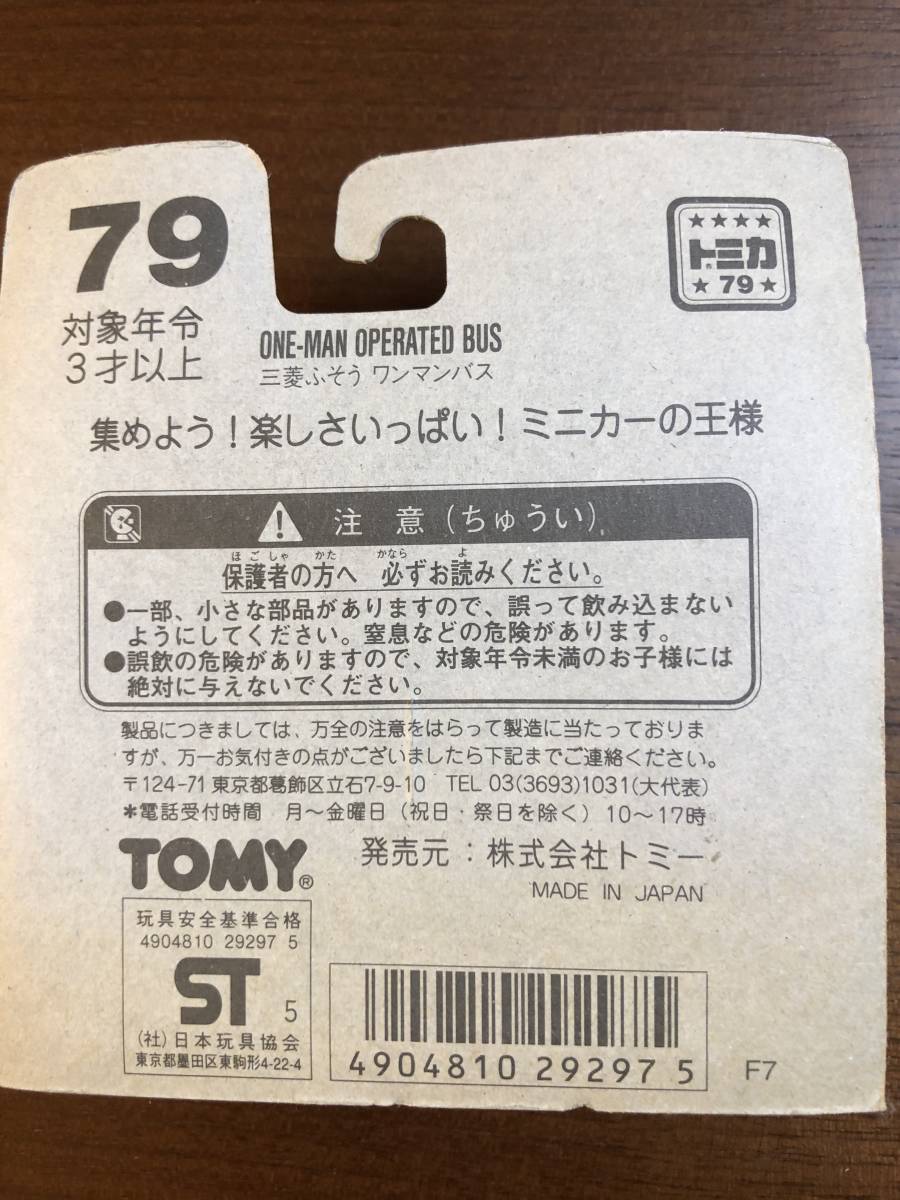 79
対象年令
3才以上
ONE-MAN OPERATED BUS
三菱ふそう ワンマンバス
★★★★
トミカ
★79★
集めよう!楽しさいっぱい!ミニカーの王様
注 意(ちゅうい)
ほごしゃ かた かなら よ
保護者の方へ 必ずお読みください。
●一部、小さな部品がありますので、誤って飲み込まない
ようにしてください。窒息などの危険があります。
●誤飲の危険がありますので、対象年令未満のお子様には
絶対に与えないでください。
製品につきましては、万全の注意をはらって製造に当たっておりま
すが、万一お気付きの点がございましたら下記までご連絡ください。
〒124-71 東京都葛飾区立石7-9-10 TEL 03(3693)1031(大代表)
*電話受付時間 月~金曜日(祝日・祭日を除く)10~17時
TOMY® 発売元:株式会社トミー
MADE IN JAPAN
玩具安全基準合格
4904810 29297 5
ST 5
(社)日本玩具協会
東京都墨田区東駒形4-22-4
4904810 29297 5
F7